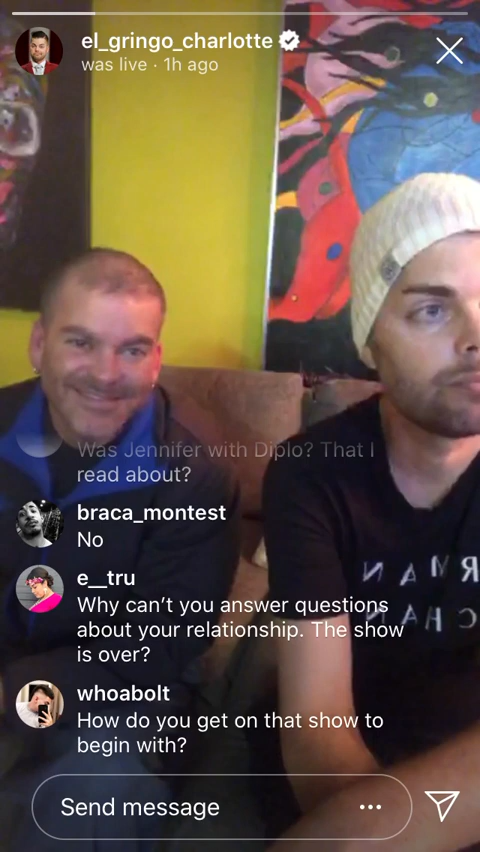 el_gringo_charlotte
was live · 1h ago
Was Jennifer with Diplo? That I
read about?
braca_montest
No
e__tru
Why can't you answer questions
about your relationship. The show
is over?
whoabolt
How do you get on that show to
begin with?
Send message